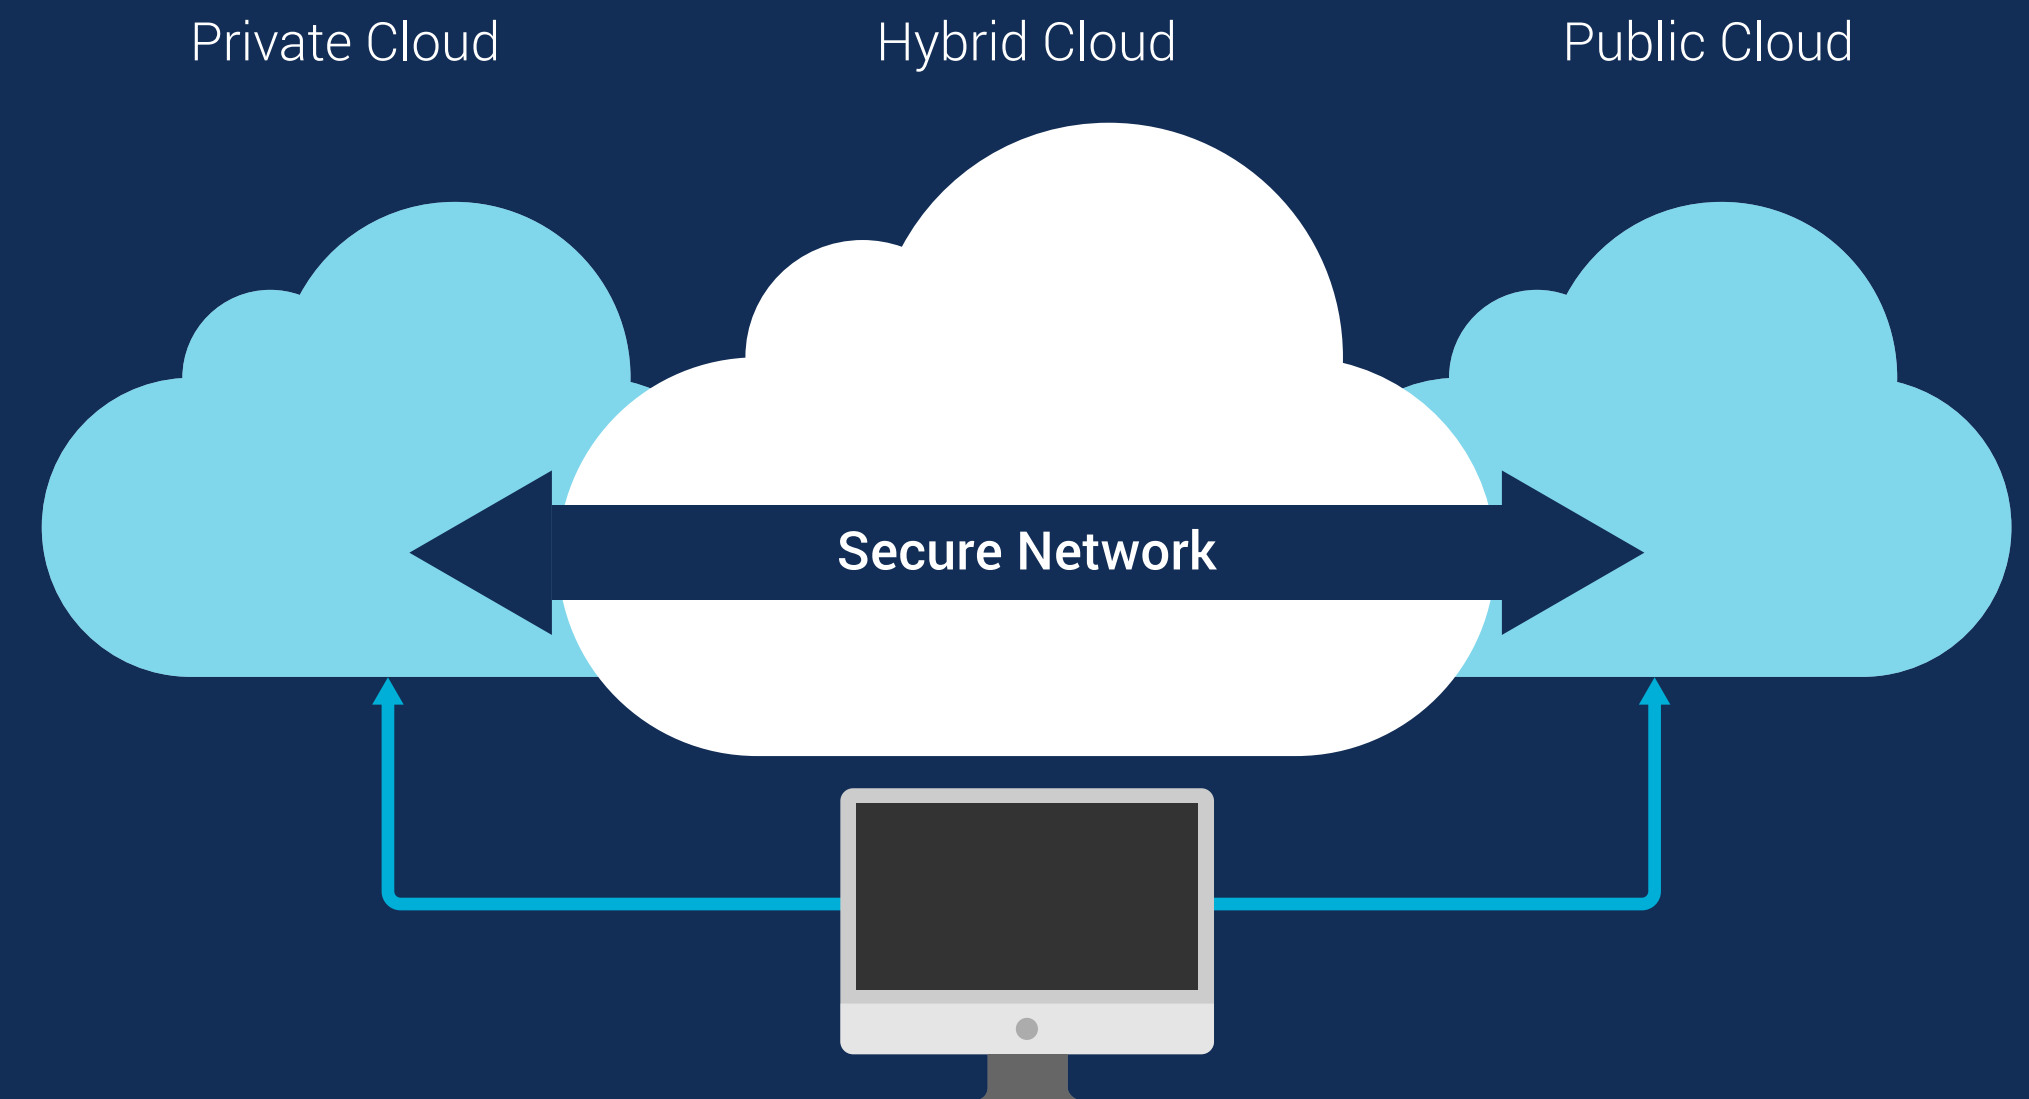 Private Cloud
Hybrid Cloud
Public Cloud
Secure Network